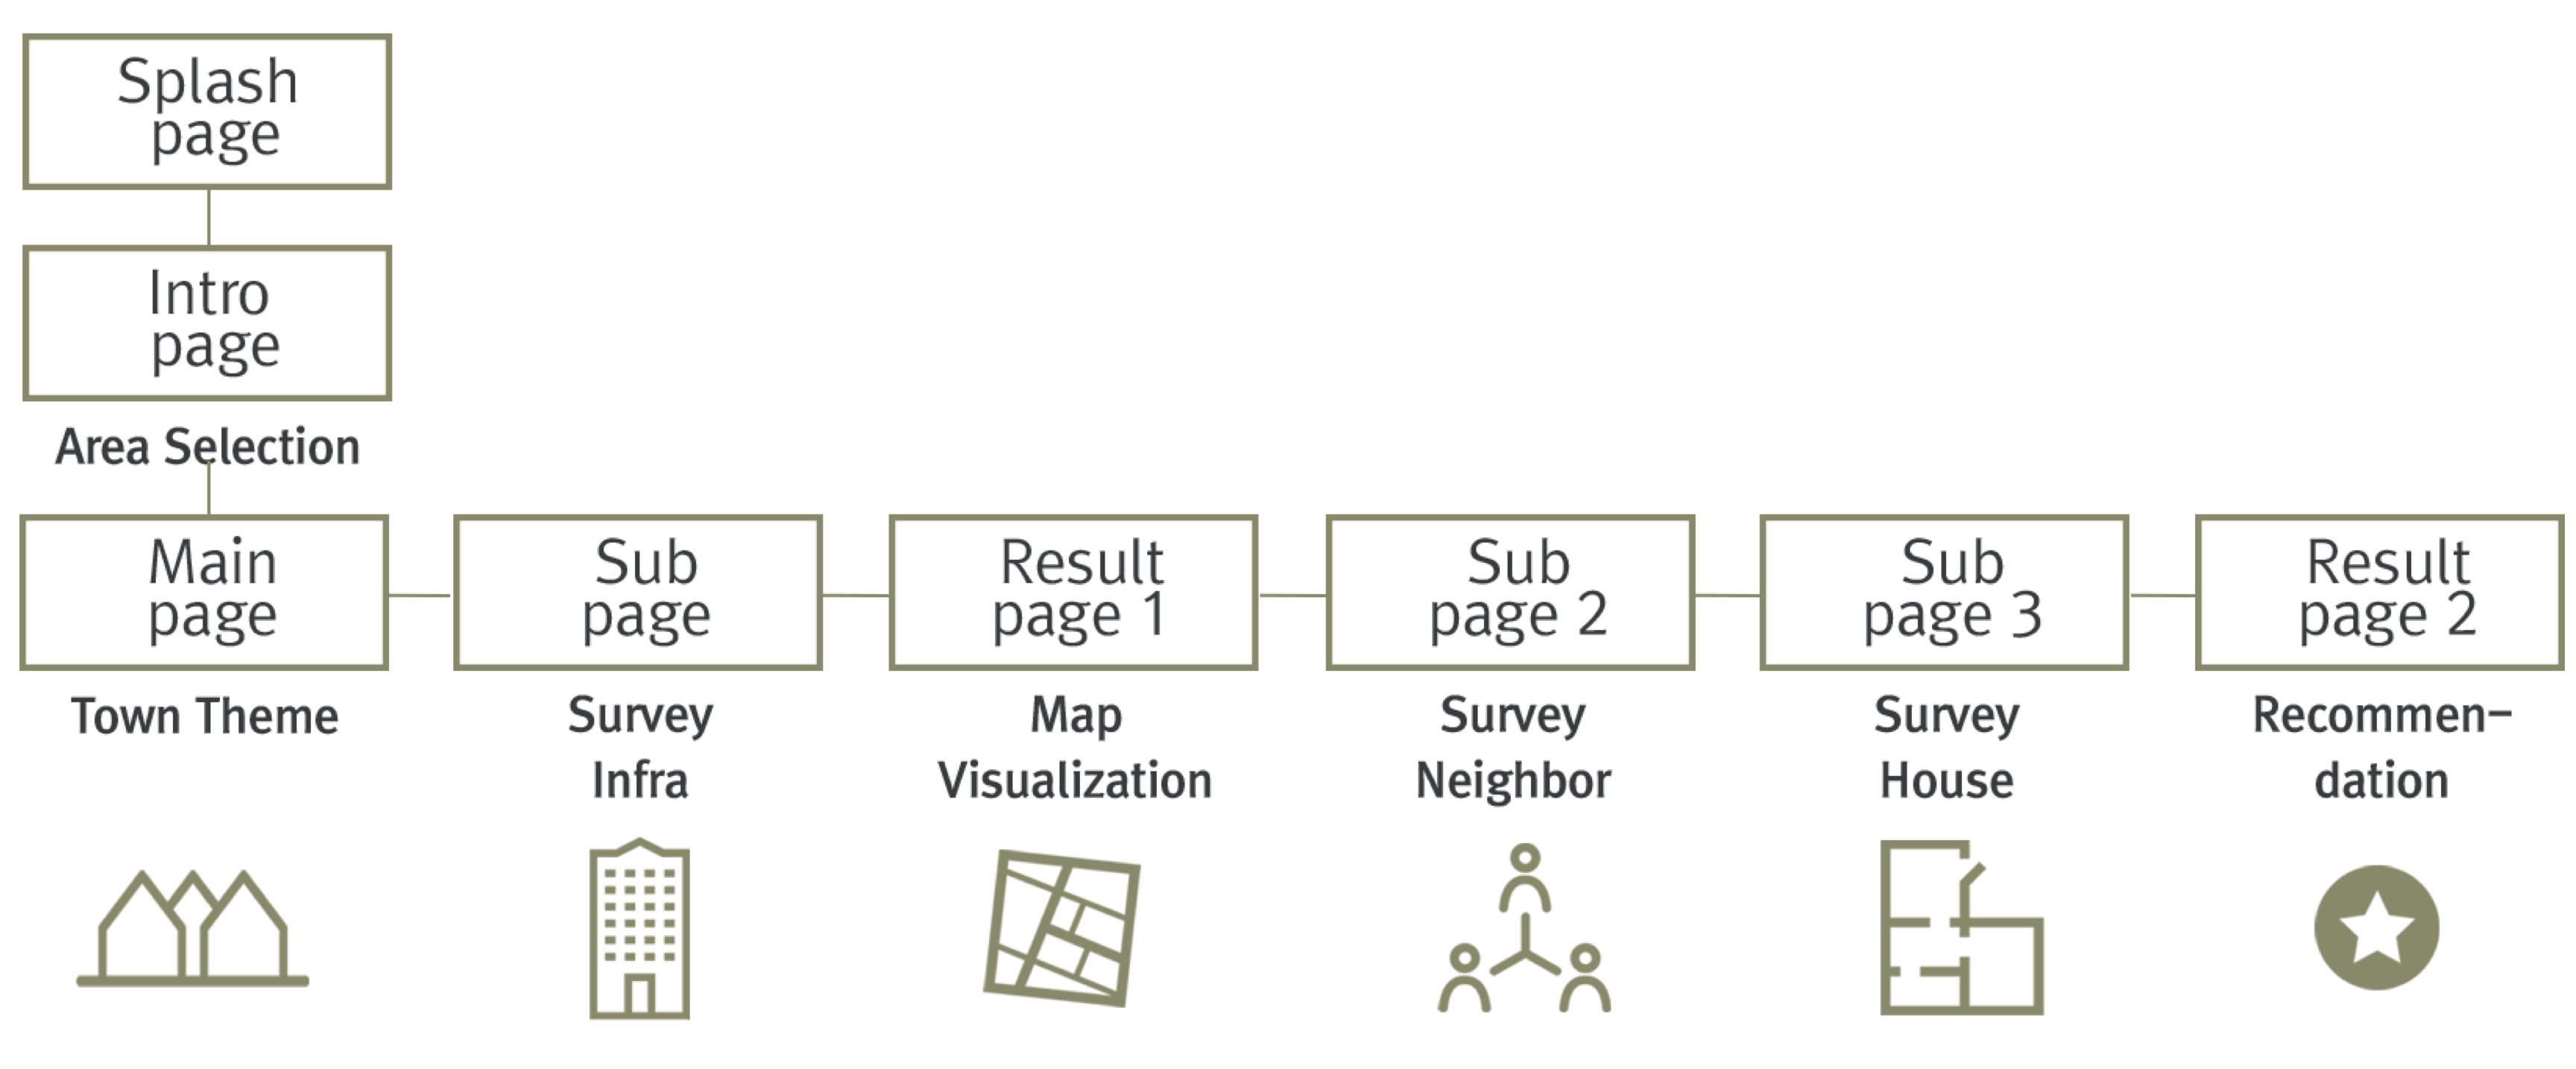 Splash
page
Intro
page
Area Selection
Main
page
Town Theme
Sub
page
Survey
Infra
Result
page 1
Map
Visualization
Sub
page 2
Survey
Neighbor
Sub
page 3
Survey
House
Result
page 2
Recommen–
dation